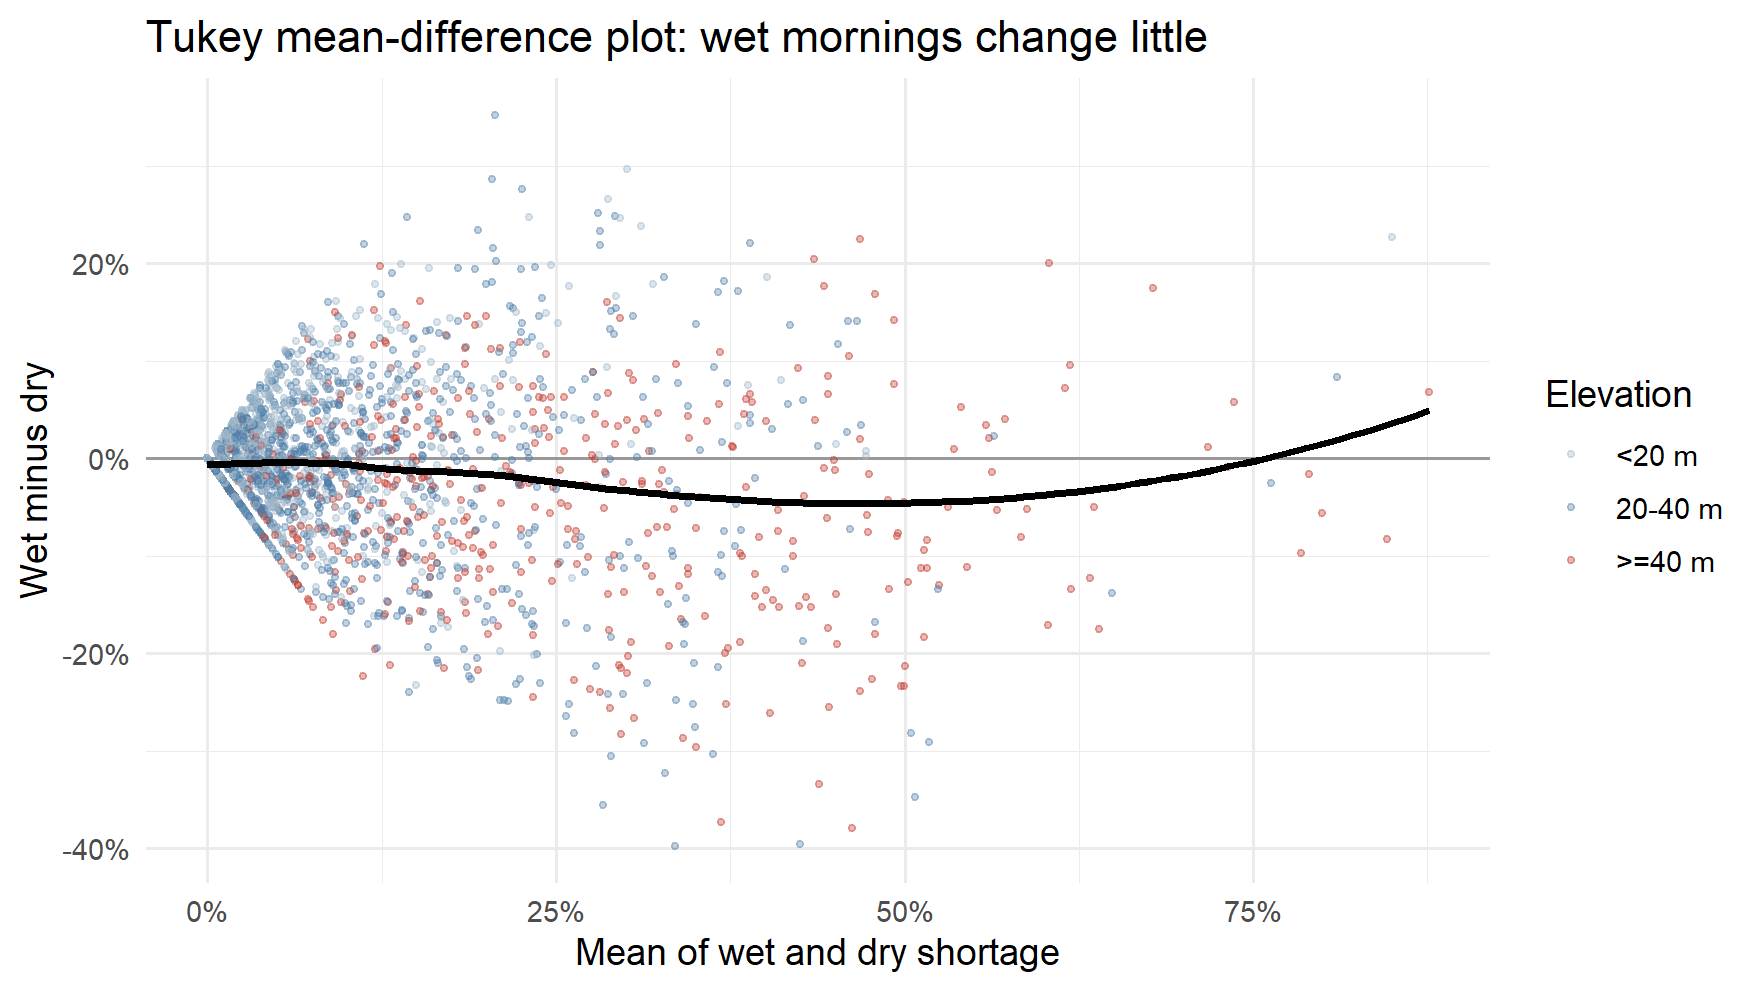 Tukey mean-difference plot: wet mornings change little
Wet minus dry
20%
0%
-20%
-40%
0%
25%
50%
75%
Mean of wet and dry shortage
Elevation
<20 m
20-40 m
>=40 m